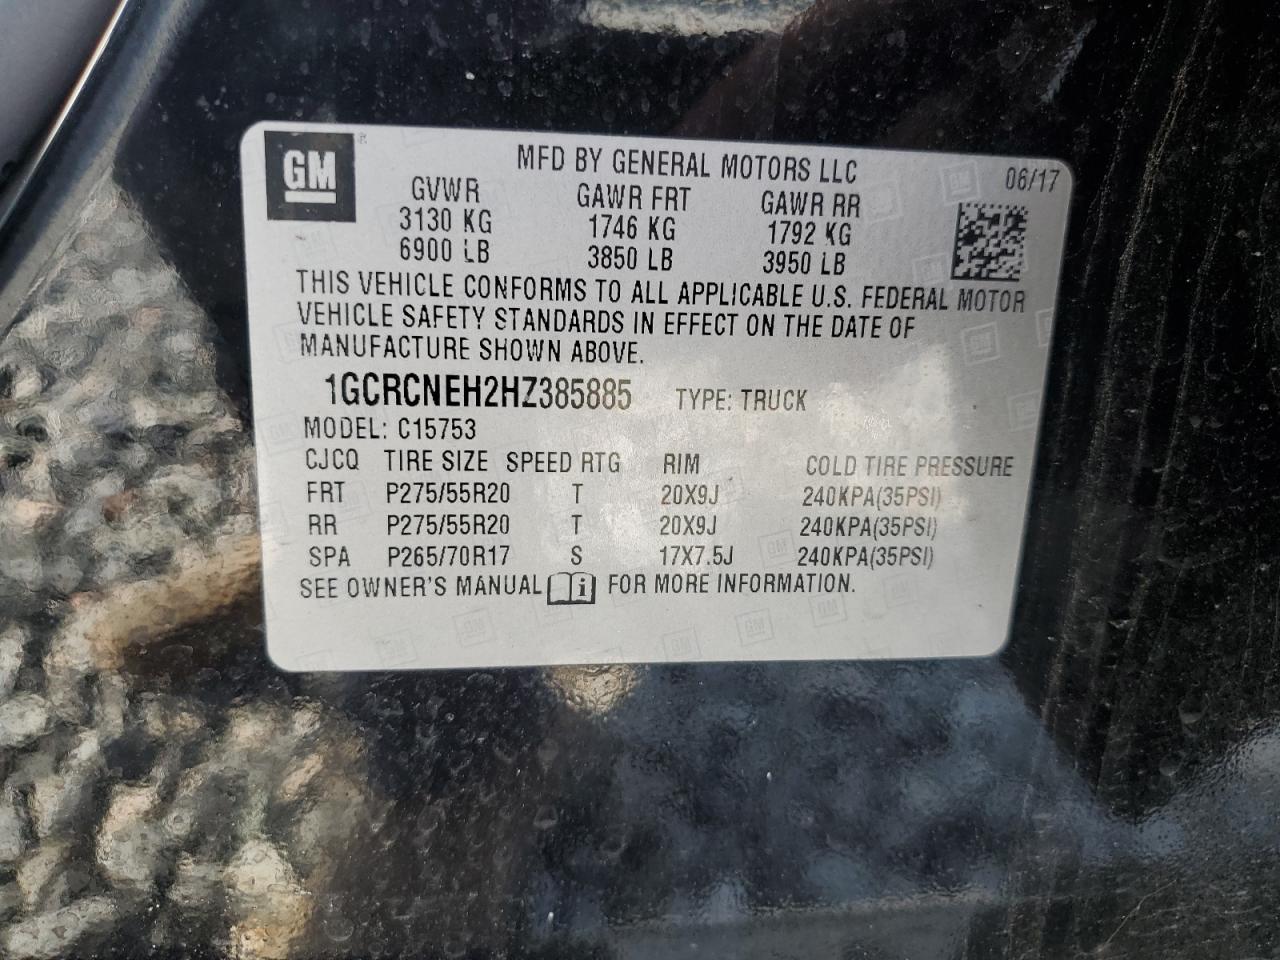 GM
MFD BY GENERAL MOTORS LLC 06/17
GVWR GAWR FRT GAWR RR
3130 KG 1746 KG 1792 KG
6900 LB 3850 LB 3950 LB
THIS VEHICLE CONFORMS TO ALL APPLICABLE U.S. FEDERAL MOTOR
VEHICLE SAFETY STANDARDS IN EFFECT ON THE DATE OF
MANUFACTURE SHOWN ABOVE.
1GCRCNEH2HZ385885 TYPE: TRUCK
MODEL: C15753
CJCQ TIRE SIZE SPEED RTG RIM COLD TIRE PRESSURE
FRT P275/55R20 T 20X9J 240KPA(35PSI)
RR P275/55R20 T 20X9J 240KPA(35PSI)
SPA P265/70R17 S 17X7.5J 240KPA(35PSI)
SEE OWNER'S MANUAL FOR MORE INFORMATION.